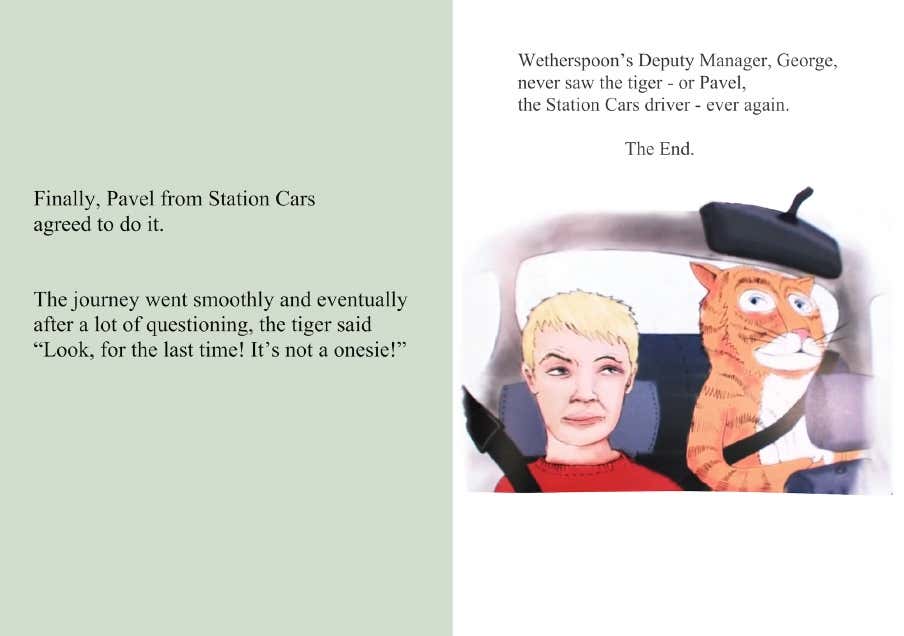 Finally, Pavel from Station Cars
agreed to do it.
The journey went smoothly and eventually
after a lot of questioning, the tiger said
“Look, for the last time! It’s not a onesie!”
Wetherspoon’s Deputy Manager, George,
never saw the tiger - or Pavel,
the Station Cars driver - ever again.
The End.